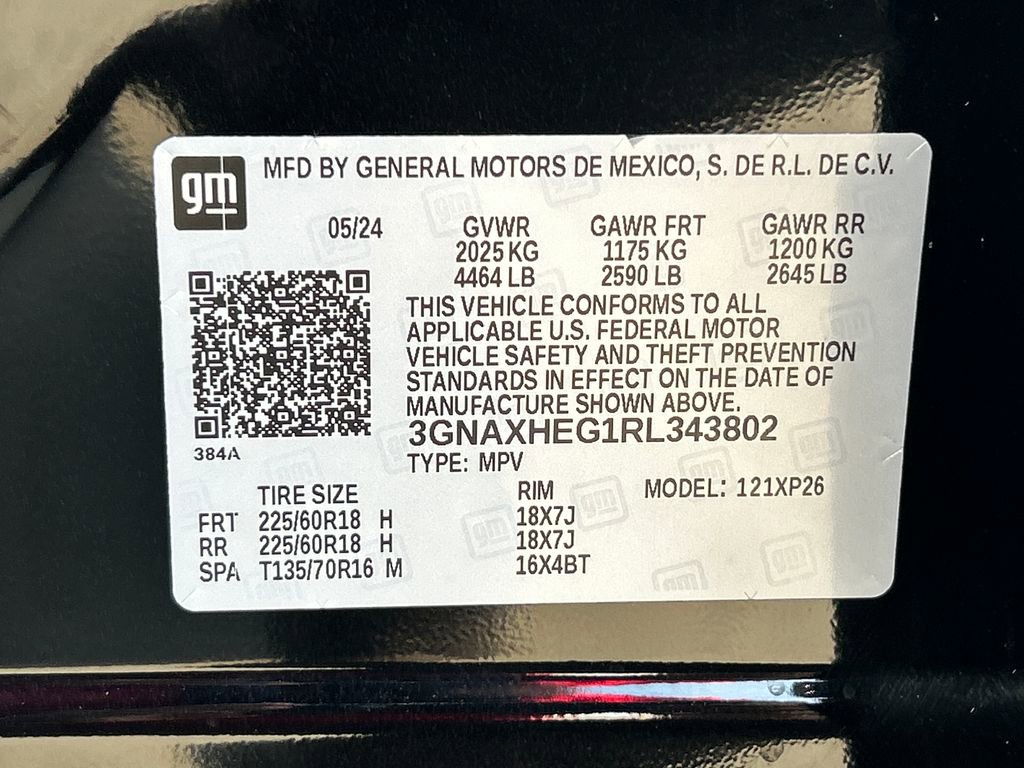 gm MFD BY GENERAL MOTORS DE MEXICO, S. DE R.L. DE C.V.
05/24 GVWR GAWR FRT GAWR RR
2025 KG 1175 KG 1200 KG
4464 LB 2590 LB 2645 LB
THIS VEHICLE CONFORMS TO ALL
APPLICABLE U.S. FEDERAL MOTOR
VEHICLE SAFETY AND THEFT PREVENTION
STANDARDS IN EFFECT ON THE DATE OF
MANUFACTURE SHOWN ABOVE.
3GNAXHEG1RL343802
384A
TYPE: MPV
TIRE SIZE RIM MODEL: 121XP26
FRT 225/60R18 H 18X7J
RR 225/60R18 H 18X7J
SPA T135/70R16 M 16X4BT